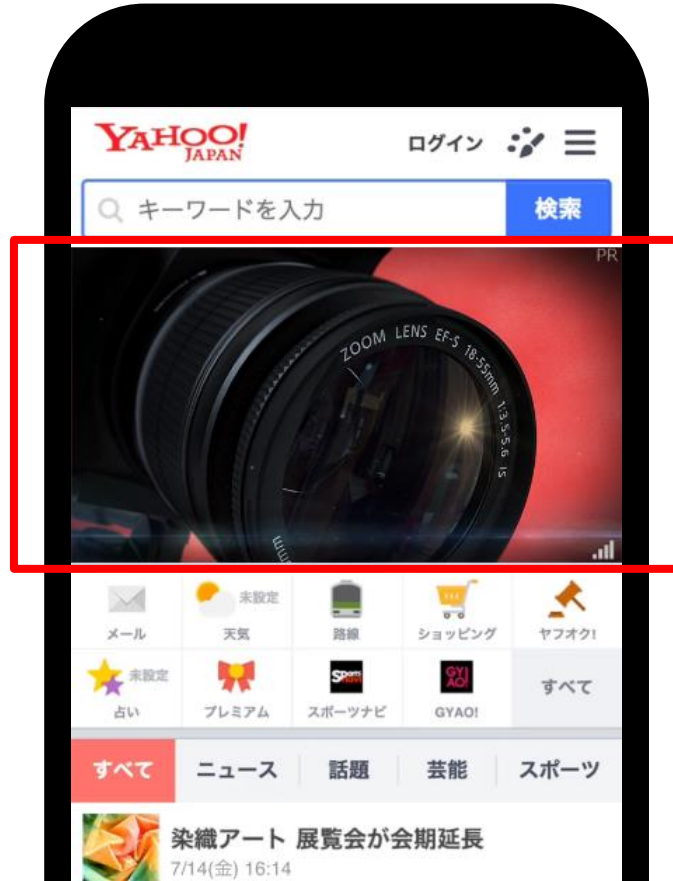 YAHOO!
JAPAN
ログイン
キーワードを入力
検索
PR
ZOOM LENS EF-S 18-55mm 1:3.5-5.6 IS
mm
未設定
メール
天気
路線
ショッピング
ヤフオク!
未設定
Sports
navi
GYAO!
すべて
占い
プレミアム
スポーツナビ
GYAO!
すべて
ニュース
話題
芸能
スポーツ
染織アート 展覧会が会期延長
7/14(金) 16:14